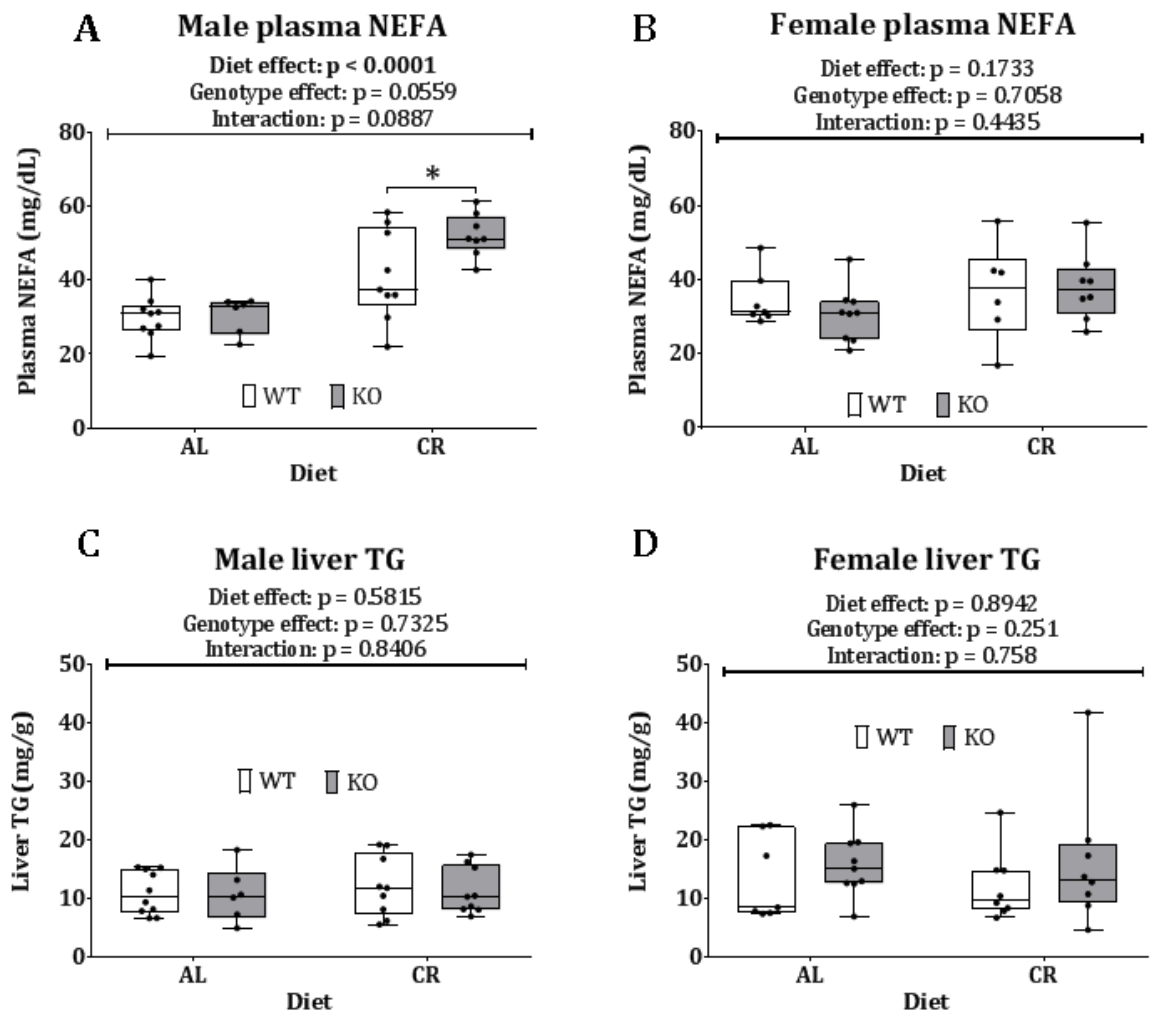 A
Male plasma NEFA
Diet effect: p < 0.0001
Genotype effect: p = 0.0559
Interaction: p = 0.0887
Plasma NEFA (mg/dL)
80
60
40
20
0
*
WT
KO
AL
CR
Diet
B
Female plasma NEFA
Diet effect: p = 0.1733
Genotype effect: p = 0.7058
Interaction: p = 0.4435
Plasma NEFA (mg/dL)
80
60
40
20
0
WT
KO
AL
CR
Diet
C
Male liver TG
Diet effect: p = 0.5815
Genotype effect: p = 0.7325
Interaction: p = 0.8406
Liver TG (mg/g)
50
40
30
20
10
0
WT
KO
AL
CR
Diet
D
Female liver TG
Diet effect: p = 0.8942
Genotype effect: p = 0.251
Interaction: p = 0.758
Liver TG (mg/g)
50
40
30
20
10
0
WT
KO
AL
CR
Diet